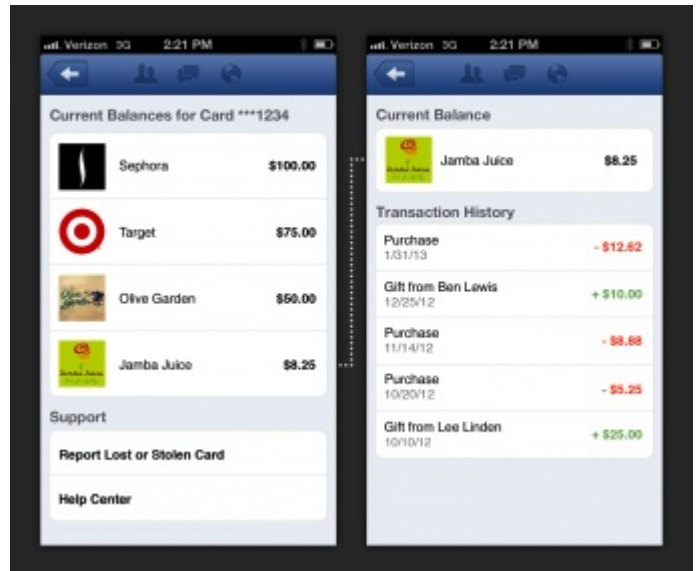 Verizon 3G 2:21 PM
Current Balances for Card ***1234
Sephora $100.00
Target $75.00
Olive Garden $50.00
Jamba Juice $8.25
Support
Report Lost or Stolen Card
Help Center
Verizon 3G 2:21 PM
Current Balance
Jamba Juice $8.25
Transaction History
Purchase - $12.62
1/31/13
Gift from Ben Lewis + $10.00
12/25/12
Purchase - $8.88
11/14/12
Purchase - $5.25
10/20/12
Gift from Lee Linden + $25.00
10/10/12